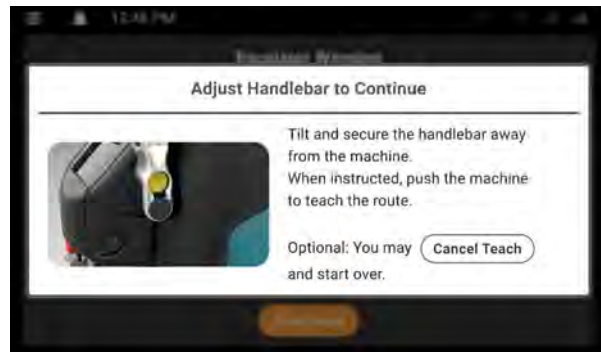 12:48 PM
Adjust Handlebar to Continue
Tilt and secure the handlebar away
from the machine.
When instructed, push the machine
to teach the route.
Optional: You may Cancel Teach
and start over.